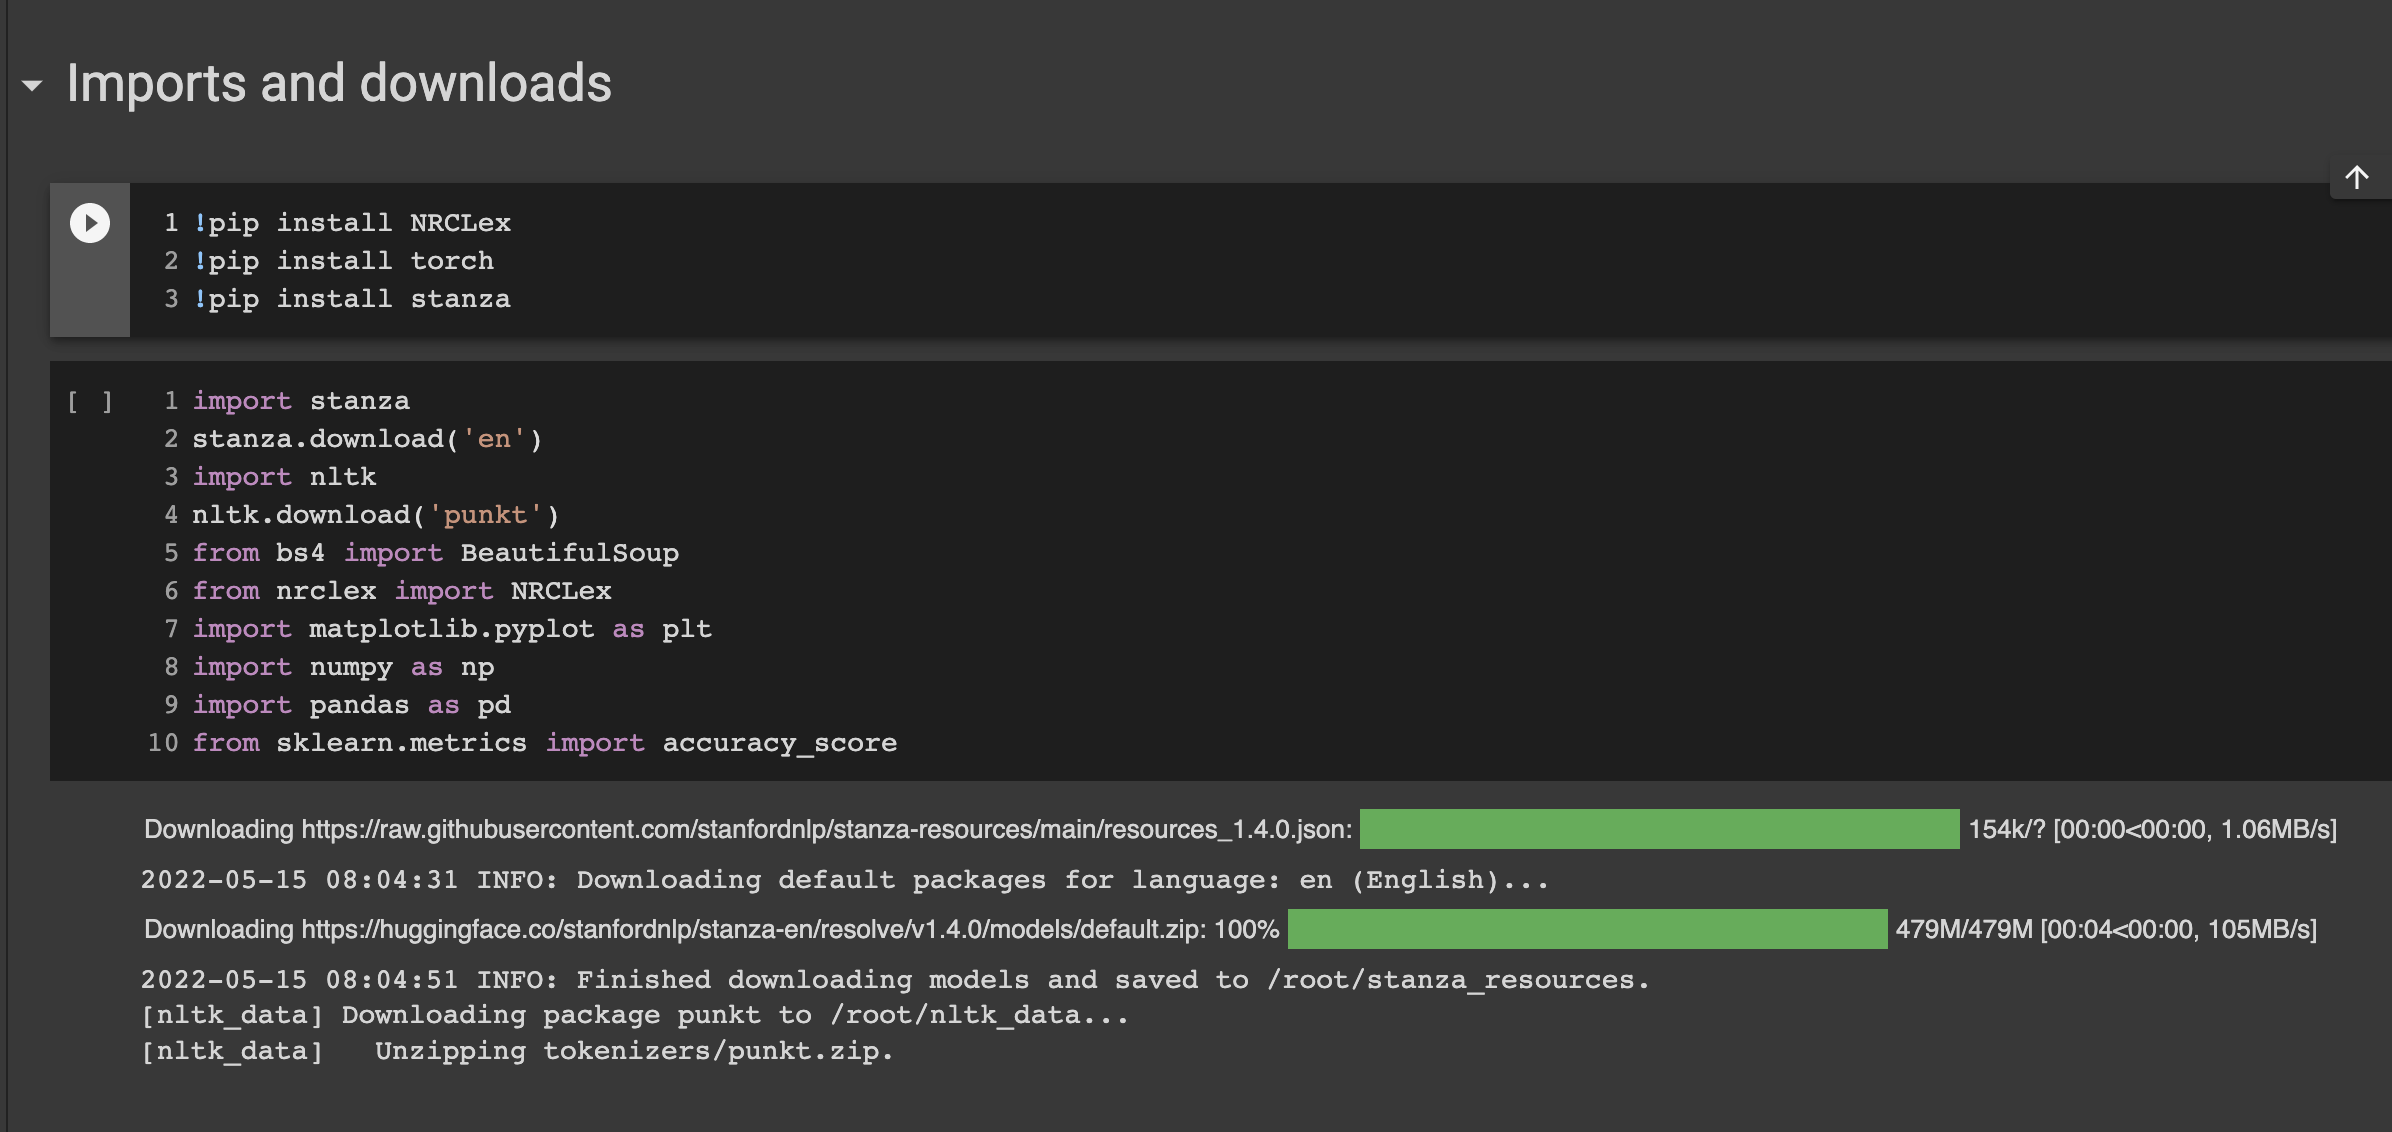 Imports and downloads
1 !pip install NRCLex
2 !pip install torch
3 !pip install stanza
[ ] 1 import stanza
2 stanza.download('en')
3 import nltk
4 nltk.download('punkt')
5 from bs4 import BeautifulSoup
6 from nrclex import NRCLex
7 import matplotlib.pyplot as plt
8 import numpy as np
9 import pandas as pd
10 from sklearn.metrics import accuracy_score
Downloading https://raw.githubusercontent.com/stanfordnlp/stanza-resources/main/resources_1.4.0.json: 154k/? [00:00<00:00, 1.06MB/s]
2022-05-15 08:04:31 INFO: Downloading default packages for language: en (English)...
Downloading https://huggingface.co/stanfordnlp/stanza-en/resolve/v1.4.0/models/default.zip: 100% 479M/479M [00:04<00:00, 105MB/s]
2022-05-15 08:04:51 INFO: Finished downloading models and saved to /root/stanza_resources.
[nltk_data] Downloading package punkt to /root/nltk_data...
[nltk_data]   Unzipping tokenizers/punkt.zip.